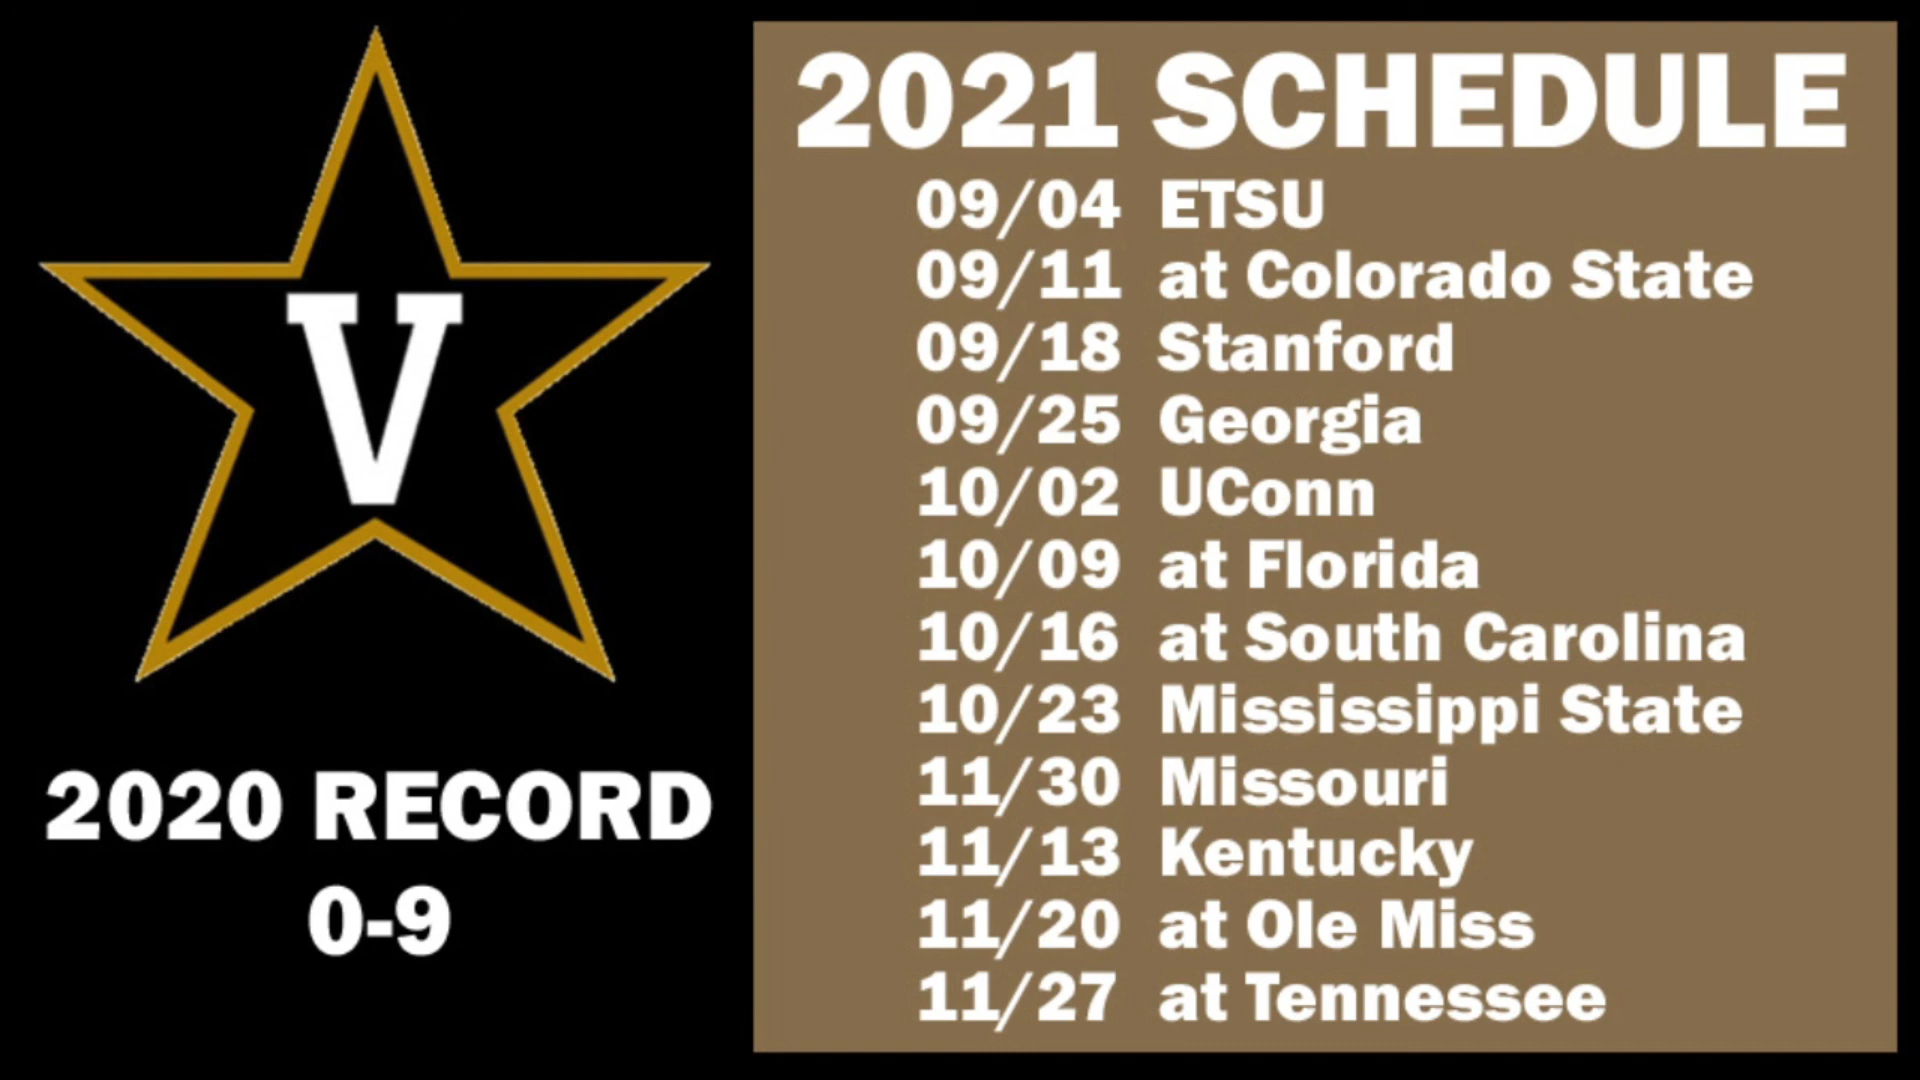 V
2020 RECORD
0-9
2021 SCHEDULE
09/04 ETSU
09/11 at Colorado State
09/18 Stanford
09/25 Georgia
10/02 UConn
10/09 at Florida
10/16 at South Carolina
10/23 Mississippi State
11/30 Missouri
11/13 Kentucky
11/20 at Ole Miss
11/27 at Tennessee